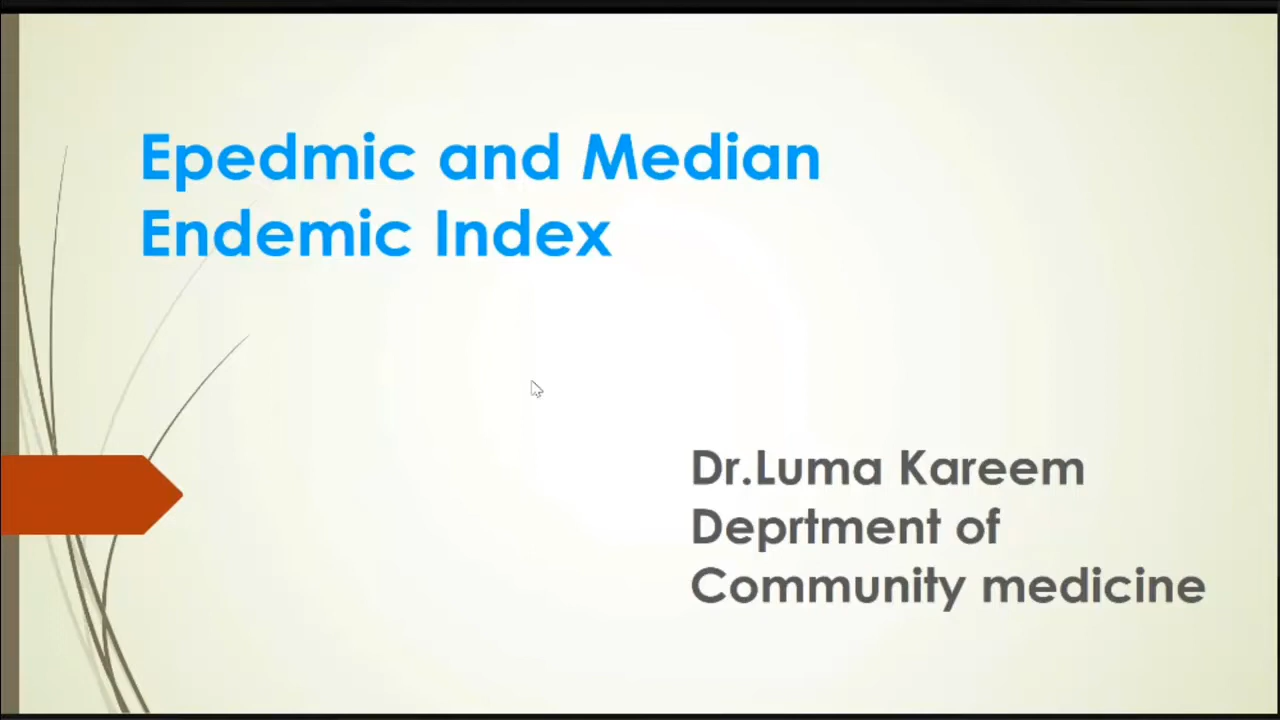 Epedmic and Median
Endemic Index
Dr.Luma Kareem
Deprtment of
Community medicine